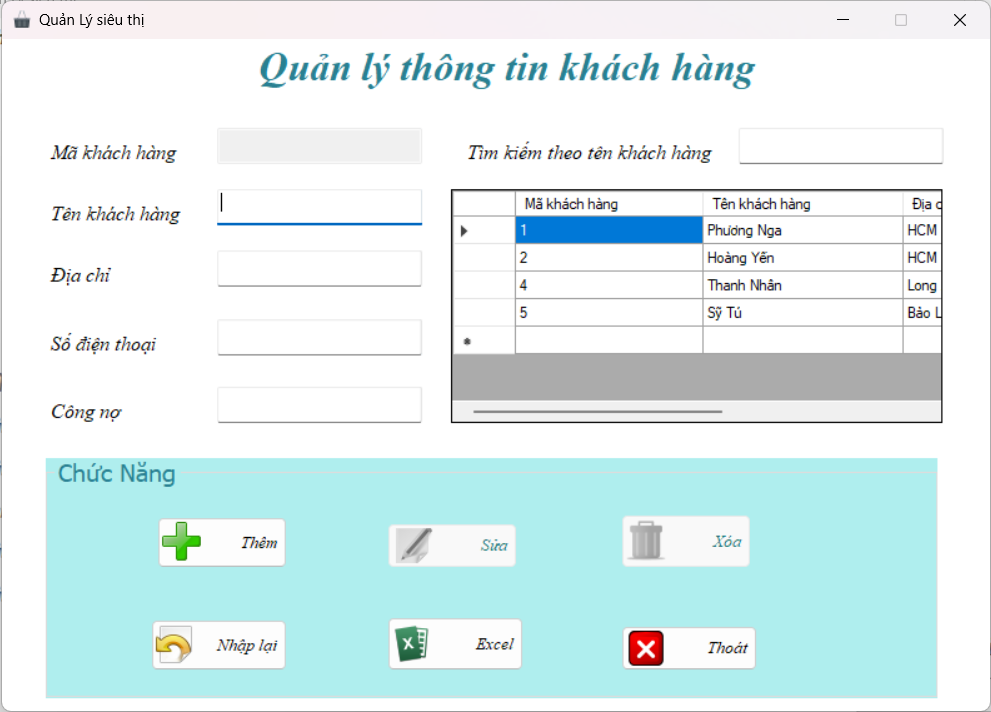 Quản Lý siêu thị
Quản lý thông tin khách hàng
Mã khách hàng
Tìm kiếm theo tên khách hàng
Tên khách hàng
Địa chỉ
Số điện thoại
Công nợ
Mã khách hàng Tên khách hàng Địa c
1 Phương Nga HCM
2 Hoàng Yến HCM
4 Thanh Nhân Long
5 Sỹ Tú Bảo L
Chức Năng
Thêm Sửa Xóa
Nhập lại Excel Thoát